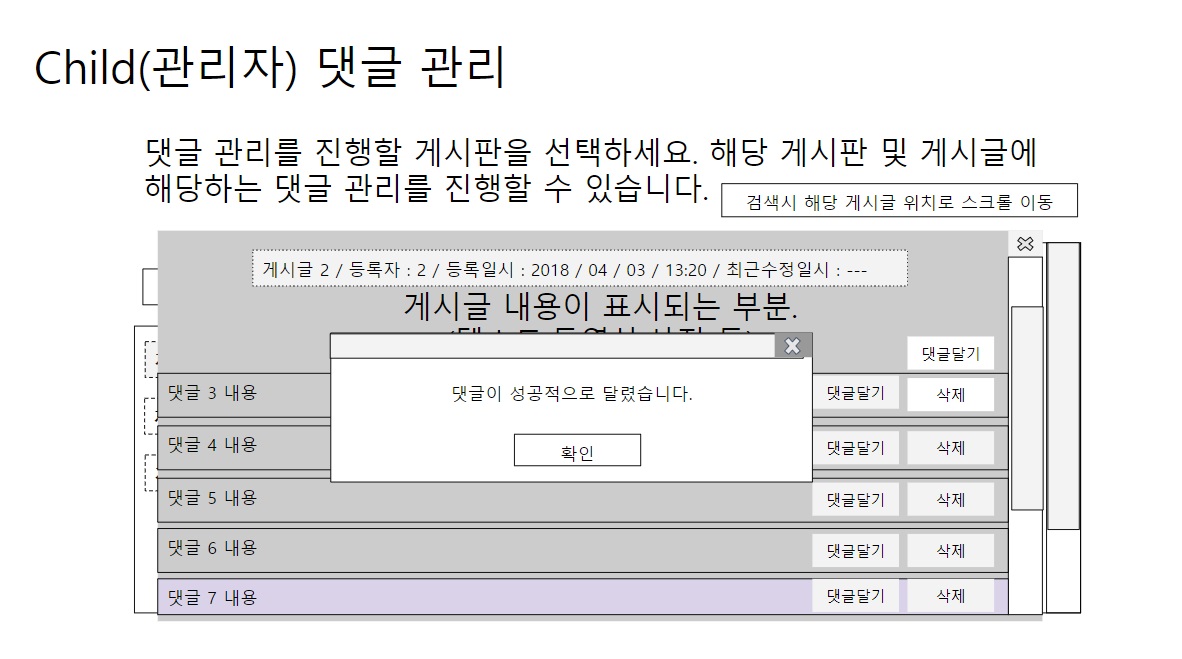 Child(관리자) 댓글 관리
댓글 관리를 진행할 게시판을 선택하세요. 해당 게시판 및 게시글에
해당하는 댓글 관리를 진행할 수 있습니다.
검색시 해당 게시글 위치로 스크롤 이동
게시글 2 / 등록자 : 2 / 등록일시 : 2018 / 04 / 03 / 13:20 / 최근수정일시 : ---
게시글 내용이 표시되는 부분.
댓글달기
댓글 3 내용 댓글달기 삭제
댓글이 성공적으로 달렸습니다.
댓글 4 내용 댓글달기 삭제
확인
댓글 5 내용 댓글달기 삭제
댓글 6 내용 댓글달기 삭제
댓글 7 내용 댓글달기 삭제